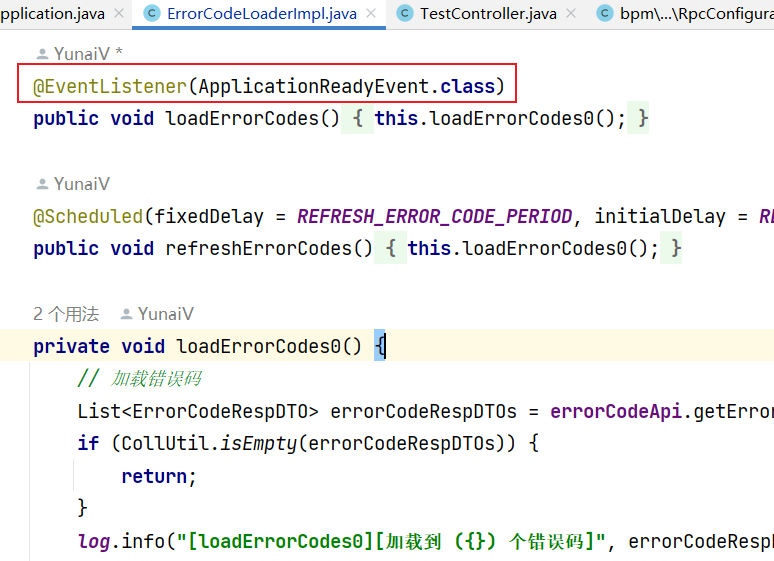 pplication.java × ErrorCodeLoaderImpl.java × TestController.java × bpm\...\RpcConfigura
YunaiV *
@EventListener(ApplicationReadyEvent.class)
public void loadErrorCodes() { this.loadErrorCodes0(); }
YunaiV
@Scheduled(fixedDelay = REFRESH_ERROR_CODE_PERIOD, initialDelay = RE
public void refreshErrorCodes() { this.loadErrorCodes0(); }
2 个用法 YunaiV
private void loadErrorCodes0() {
// 加载错误码
List<ErrorCodeRespDTO> errorCodeRespDTOs = errorCodeApi.getError
if (CollUtil.isEmpty(errorCodeRespDTOs)) {
return;
}
log.info("[loadErrorCodes0][加载到 ({}) 个错误码]", errorCodeRespD